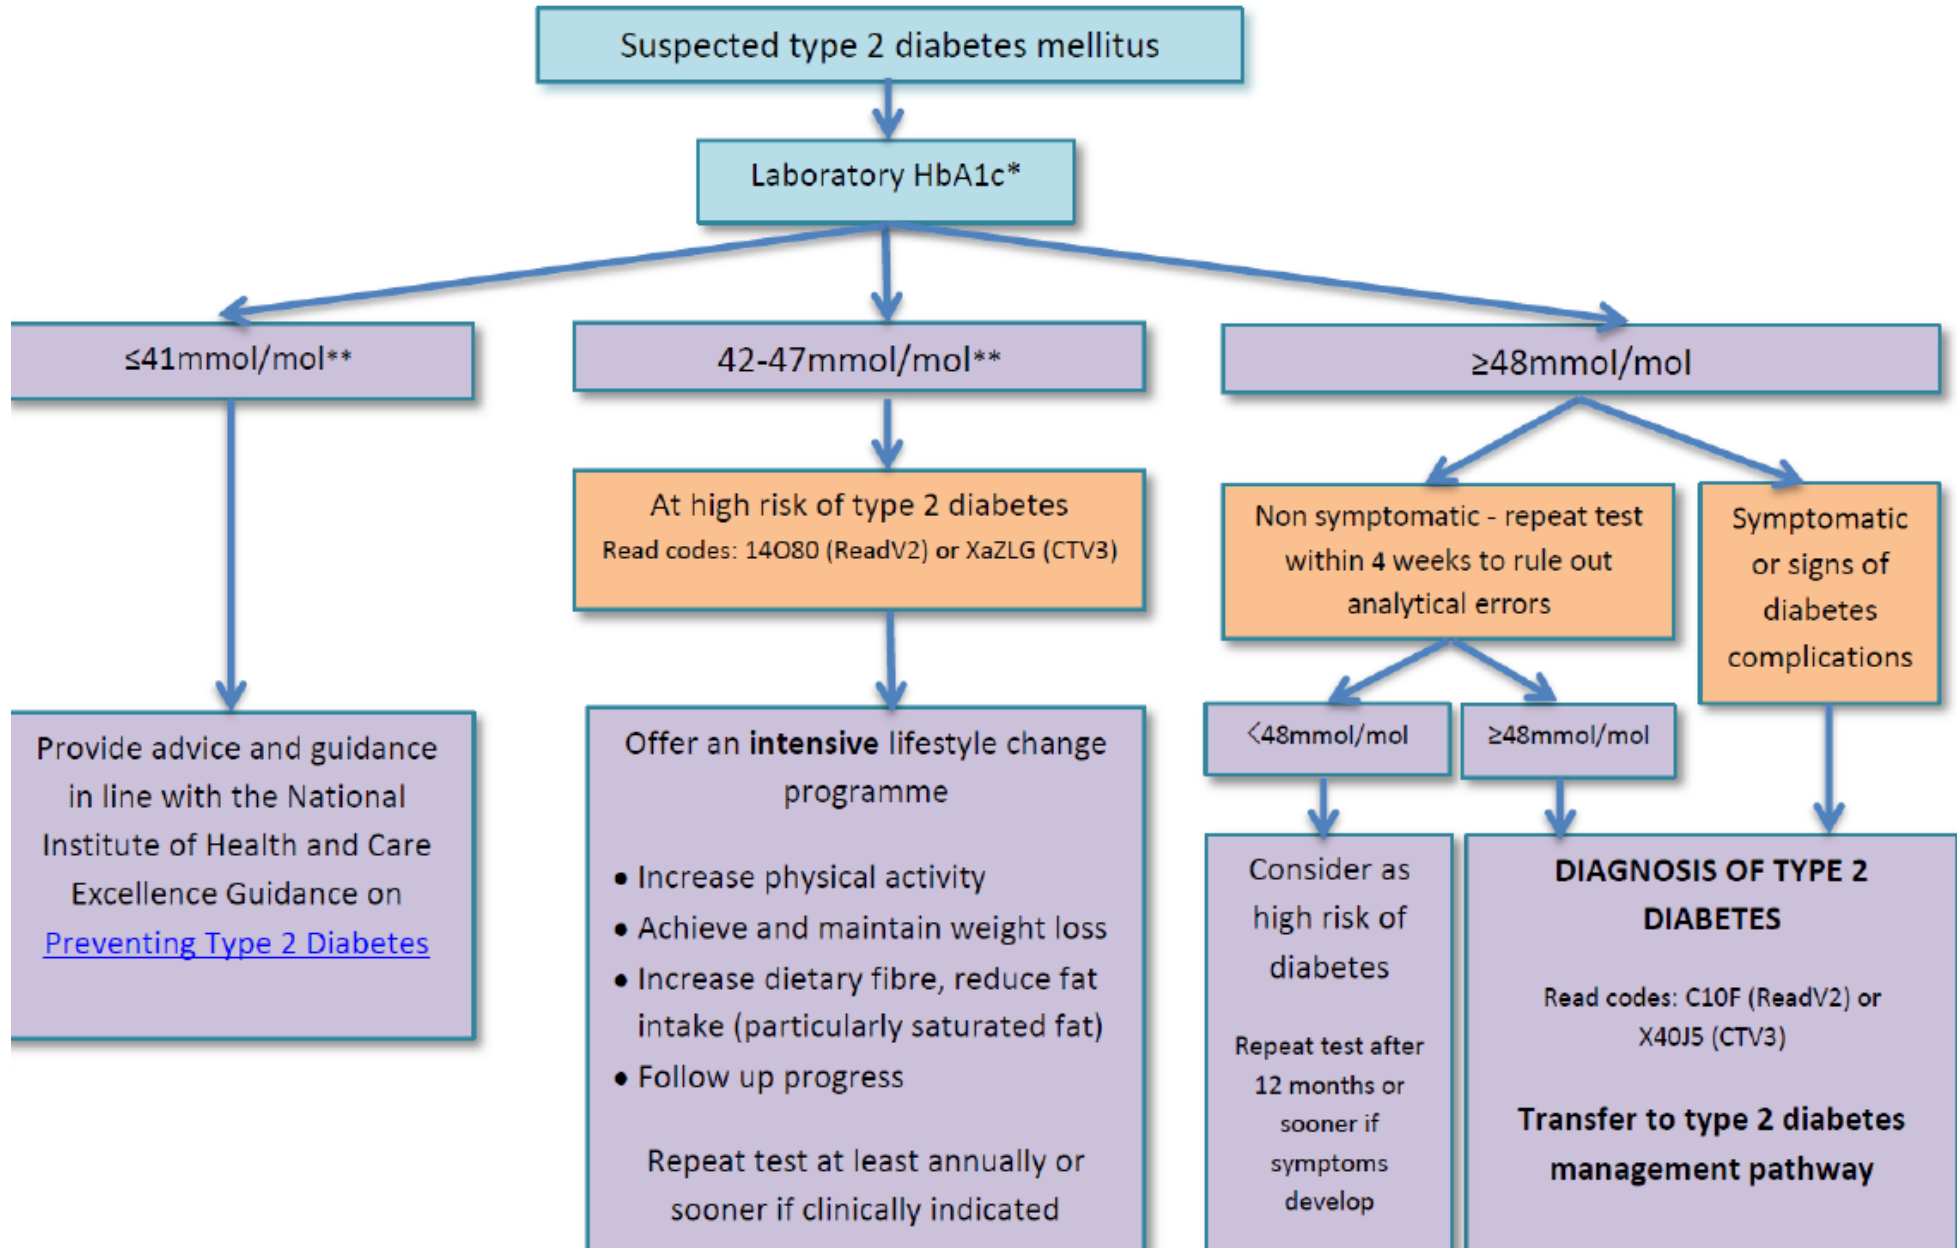 Suspected type 2 diabetes mellitus
Laboratory HbA1c*
≤41mmol/mol**
42-47mmol/mol**
≥48mmol/mol
At high risk of type 2 diabetes
Read codes: 14O80 (ReadV2) or XaZLG (CTV3)
Non symptomatic - repeat test
within 4 weeks to rule out
analytical errors
Symptomatic
or signs of
diabetes
complications
<48mmol/mol
≥48mmol/mol
Provide advice and guidance
in line with the National
Institute of Health and Care
Excellence Guidance on
Preventing Type 2 Diabetes
Offer an intensive lifestyle change
programme
• Increase physical activity
• Achieve and maintain weight loss
• Increase dietary fibre, reduce fat
intake (particularly saturated fat)
• Follow up progress
Repeat test at least annually or
sooner if clinically indicated
Consider as
high risk of
diabetes
Repeat test after
12 months or
sooner if
symptoms
develop
DIAGNOSIS OF TYPE 2
DIABETES
Read codes: C10F (ReadV2) or
X40J5 (CTV3)
Transfer to type 2 diabetes
management pathway